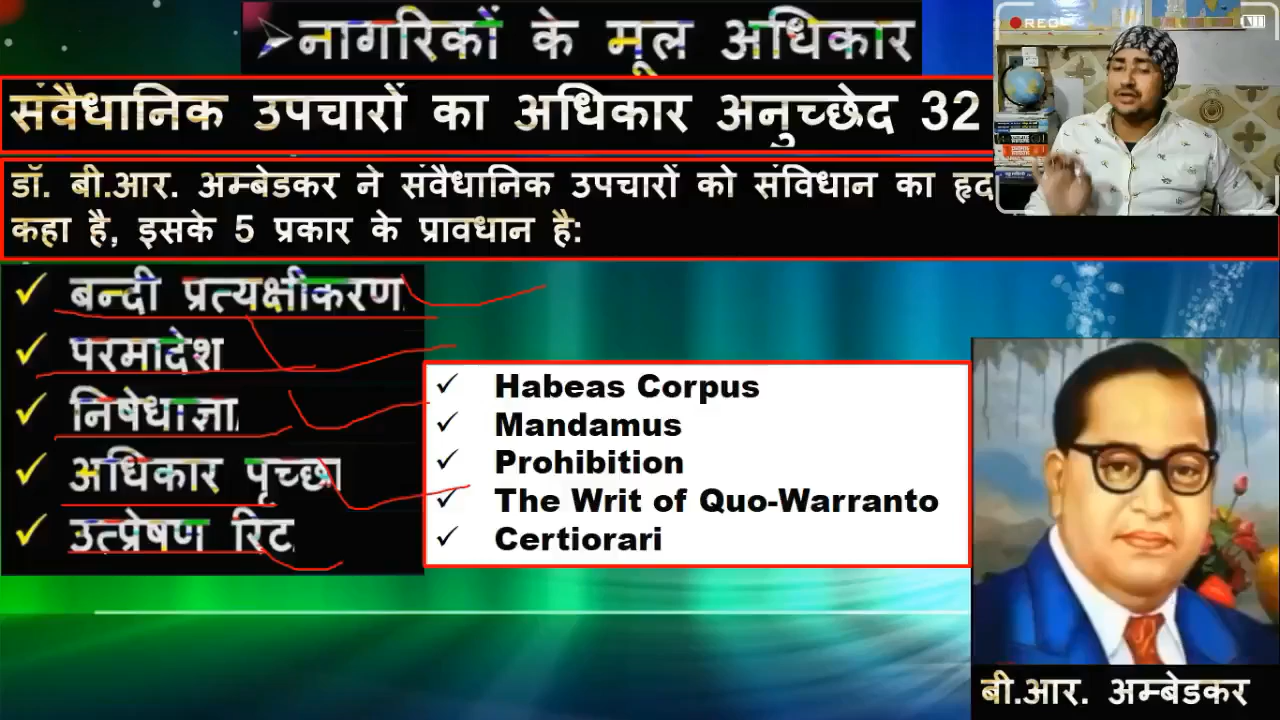 नागरिकों के मूल अधिकार
संवैधानिक उपचारों का अधिकार अनुच्छेद 32
डॉ. बी.आर. अम्बेडकर ने संवैधानिक उपचारों को संविधान का हृद
कहा है, इसके 5 प्रकार के प्रावधान है:
बन्दी प्रत्यक्षीकरण
परमादेश
निषेधाज्ञा
अधिकार पृच्छा
उत्प्रेषण रिट
Habeas Corpus
Mandamus
Prohibition
The Writ of Quo-Warranto
Certiorari
बी.आर. अम्बेडकर
REC